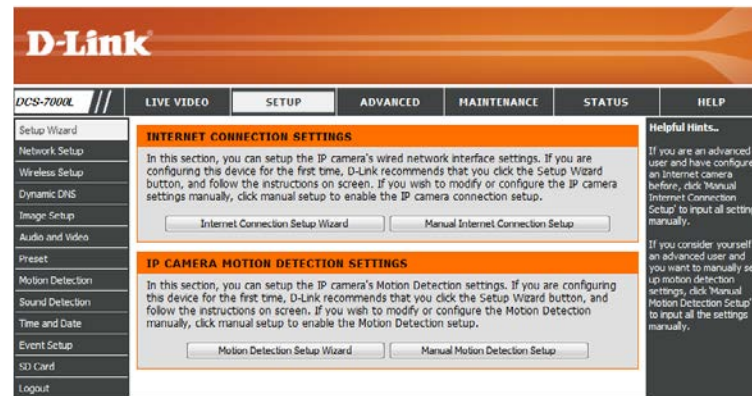 D-Link
DCS-7000L // LIVE VIDEO SETUP ADVANCED MAINTENANCE STATUS HELP
Setup Wizard
Network Setup
Wireless Setup
Dynamic DNS
Image Setup
Audio and Video
Preset
Motion Detection
Sound Detection
Time and Date
Event Setup
SD Card
Logout
INTERNET CONNECTION SETTINGS
In this section, you can setup the IP camera's wired network interface settings. If you are
configuring this device for the first time, D-Link recommends that you click the Setup Wizard
button, and follow the instructions on screen. If you wish to modify or configure the IP camera
settings manually, click manual setup to enable the IP camera connection setup.
Internet Connection Setup Wizard Manual Internet Connection Setup
IP CAMERA MOTION DETECTION SETTINGS
In this section, you can setup the IP camera's Motion Detection settings. If you are configuring
this device for the first time, D-Link recommends that you click the Setup Wizard button, and
follow the instructions on screen. If you wish to modify or configure the Motion Detection
manually, click manual setup to enable the Motion Detection setup.
Motion Detection Setup Wizard Manual Motion Detection Setup
Helpful Hints..
If you are an advanced
user and have configure
an Internet camera
before, click 'Manual
Internet Connection
Setup' to input all setting
manually.
If you consider yourself
an advanced user and
you want to manually se
up motion detection
settings, click 'Manual
Motion Detection Setup'
to input all the settings
manually.